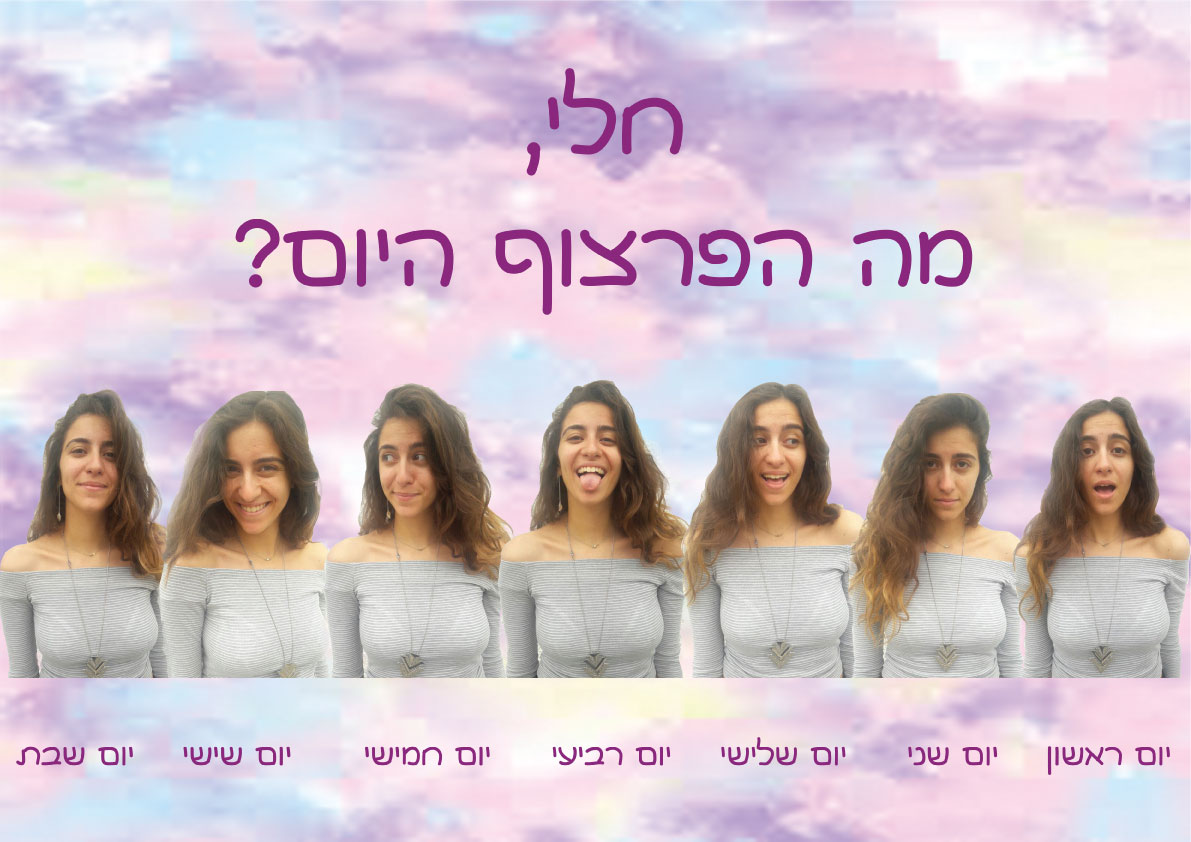 חלי,
מה הפרצוף היום?
יום ראשון יום שני יום שלישי יום רביעי יום חמישי יום שישי יום שבת